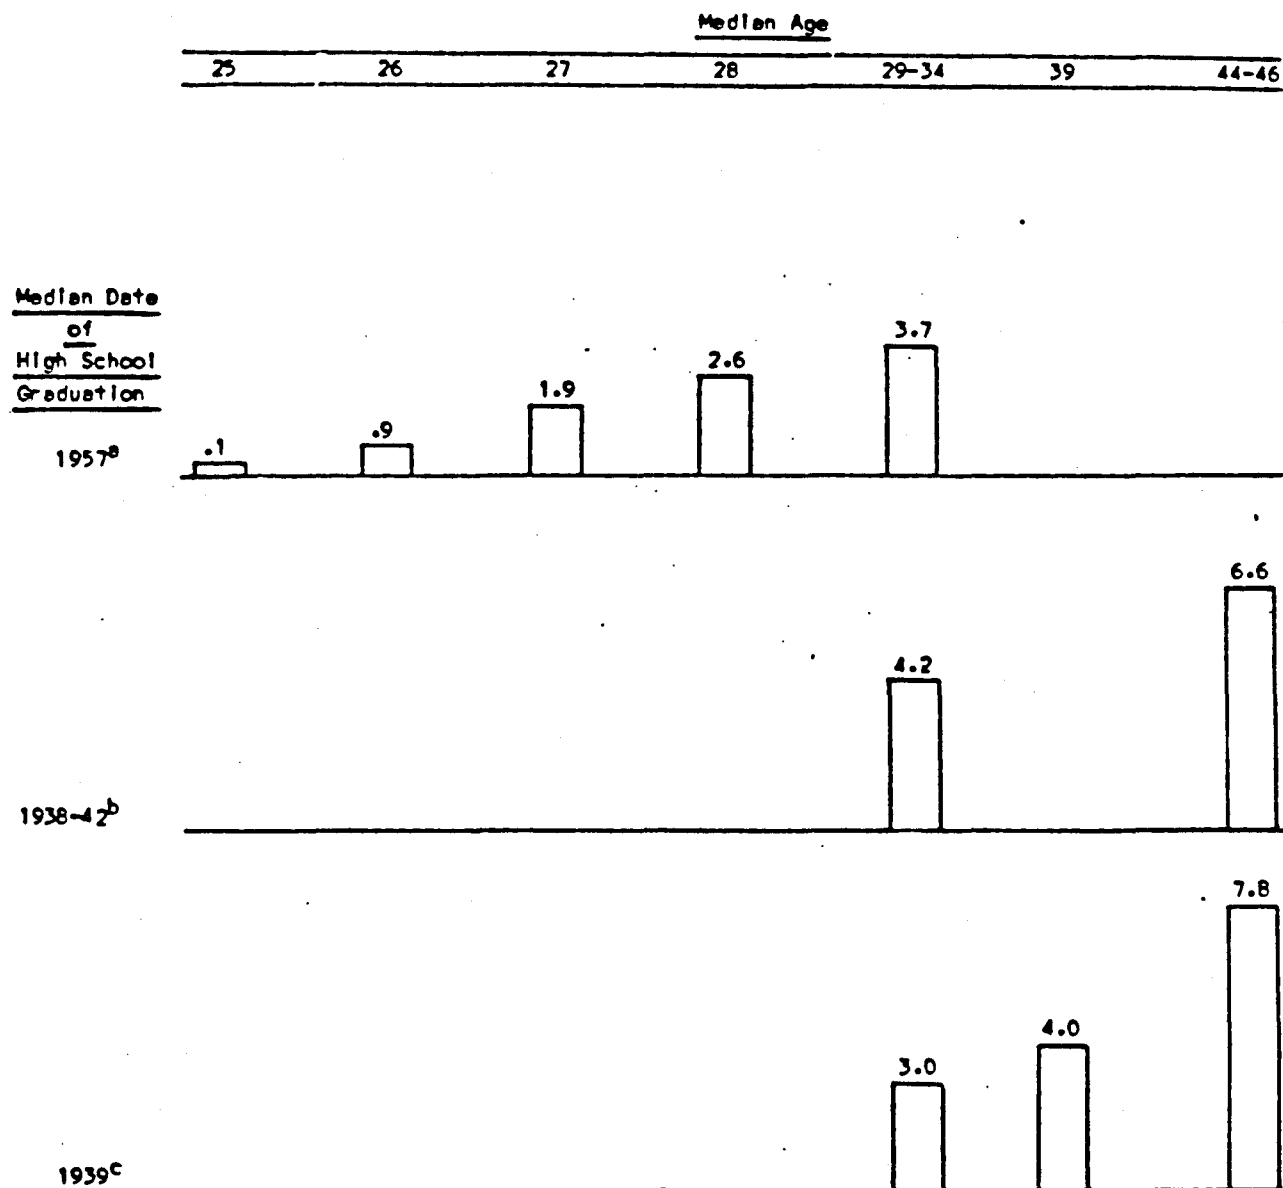 Median Age
25 26 27 28 29-34 39 44-46
Median Date
of
High School
Graduation
3.7
2.6
1.9
.9
.1
1957a
6.6
4.2
1938-42b
7.8
4.0
3.0
1939c